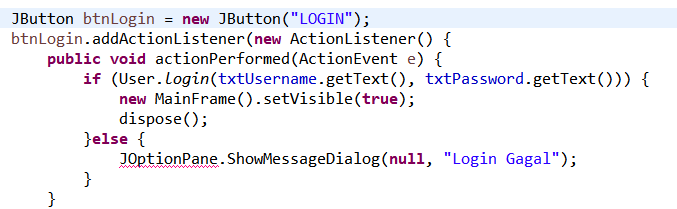 JButton btnLogin = new JButton("LOGIN");
btnLogin.addActionListener(new ActionListener() {
public void actionPerformed(ActionEvent e) {
if (User.login(txtUsername.getText(), txtPassword.getText())) {
new MainFrame().setVisible(true);
dispose();
}else {
JOptionPane.ShowMessageDialog(null, "Login Gagal");
}
}